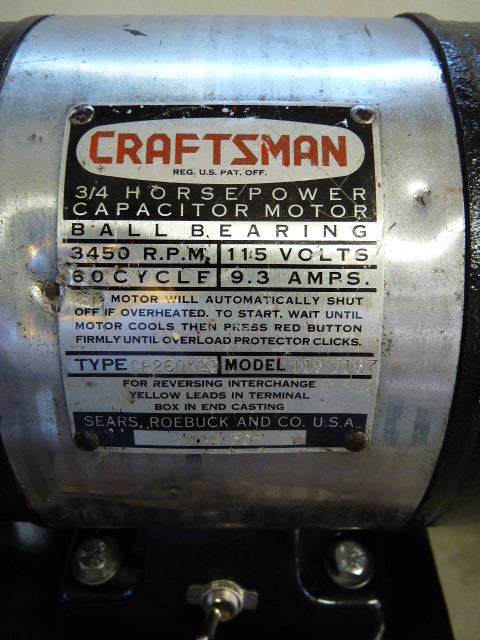 CRAFTSMAN
REG. U.S. PAT. OFF.
3/4 HORSEPOWER
CAPACITOR MOTOR
BALL BEARING
3450 R.P.M. 115 VOLTS
60 CYCLE 9.3 AMPS.
MOTOR WILL AUTOMATICALLY SHUT
OFF IF OVERHEATED. TO START, WAIT UNTIL
MOTOR COOLS THEN PRESS RED BUTTON
FIRMLY UNTIL OVERLOAD PROTECTOR CLICKS.
TYPE MODEL
FOR REVERSING INTERCHANGE
YELLOW LEADS IN TERMINAL
BOX IN END CASTING
SEARS, ROEBUCK AND CO. U.S.A.